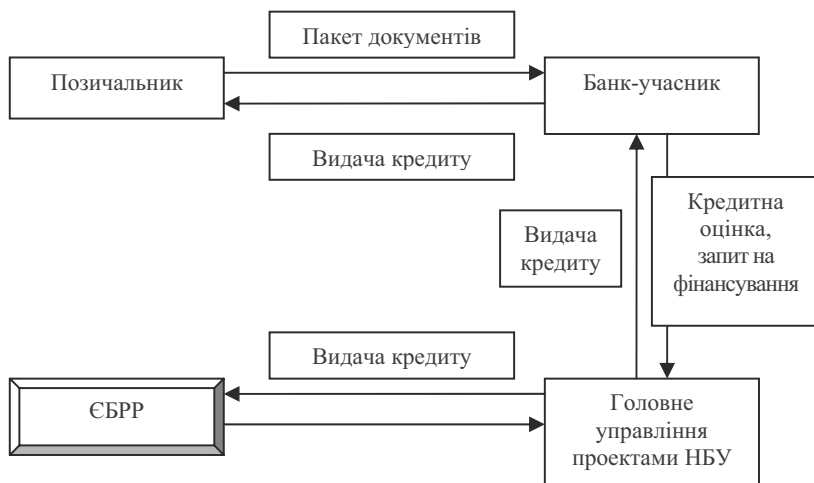 Пакет документів
Позичальник
Банк-учасник
Видача кредиту
Кредитна
оцінка,
запит на
фінансування
Видача
кредиту
Видача кредиту
ЄБРР
Головне
управління
проектами НБУ